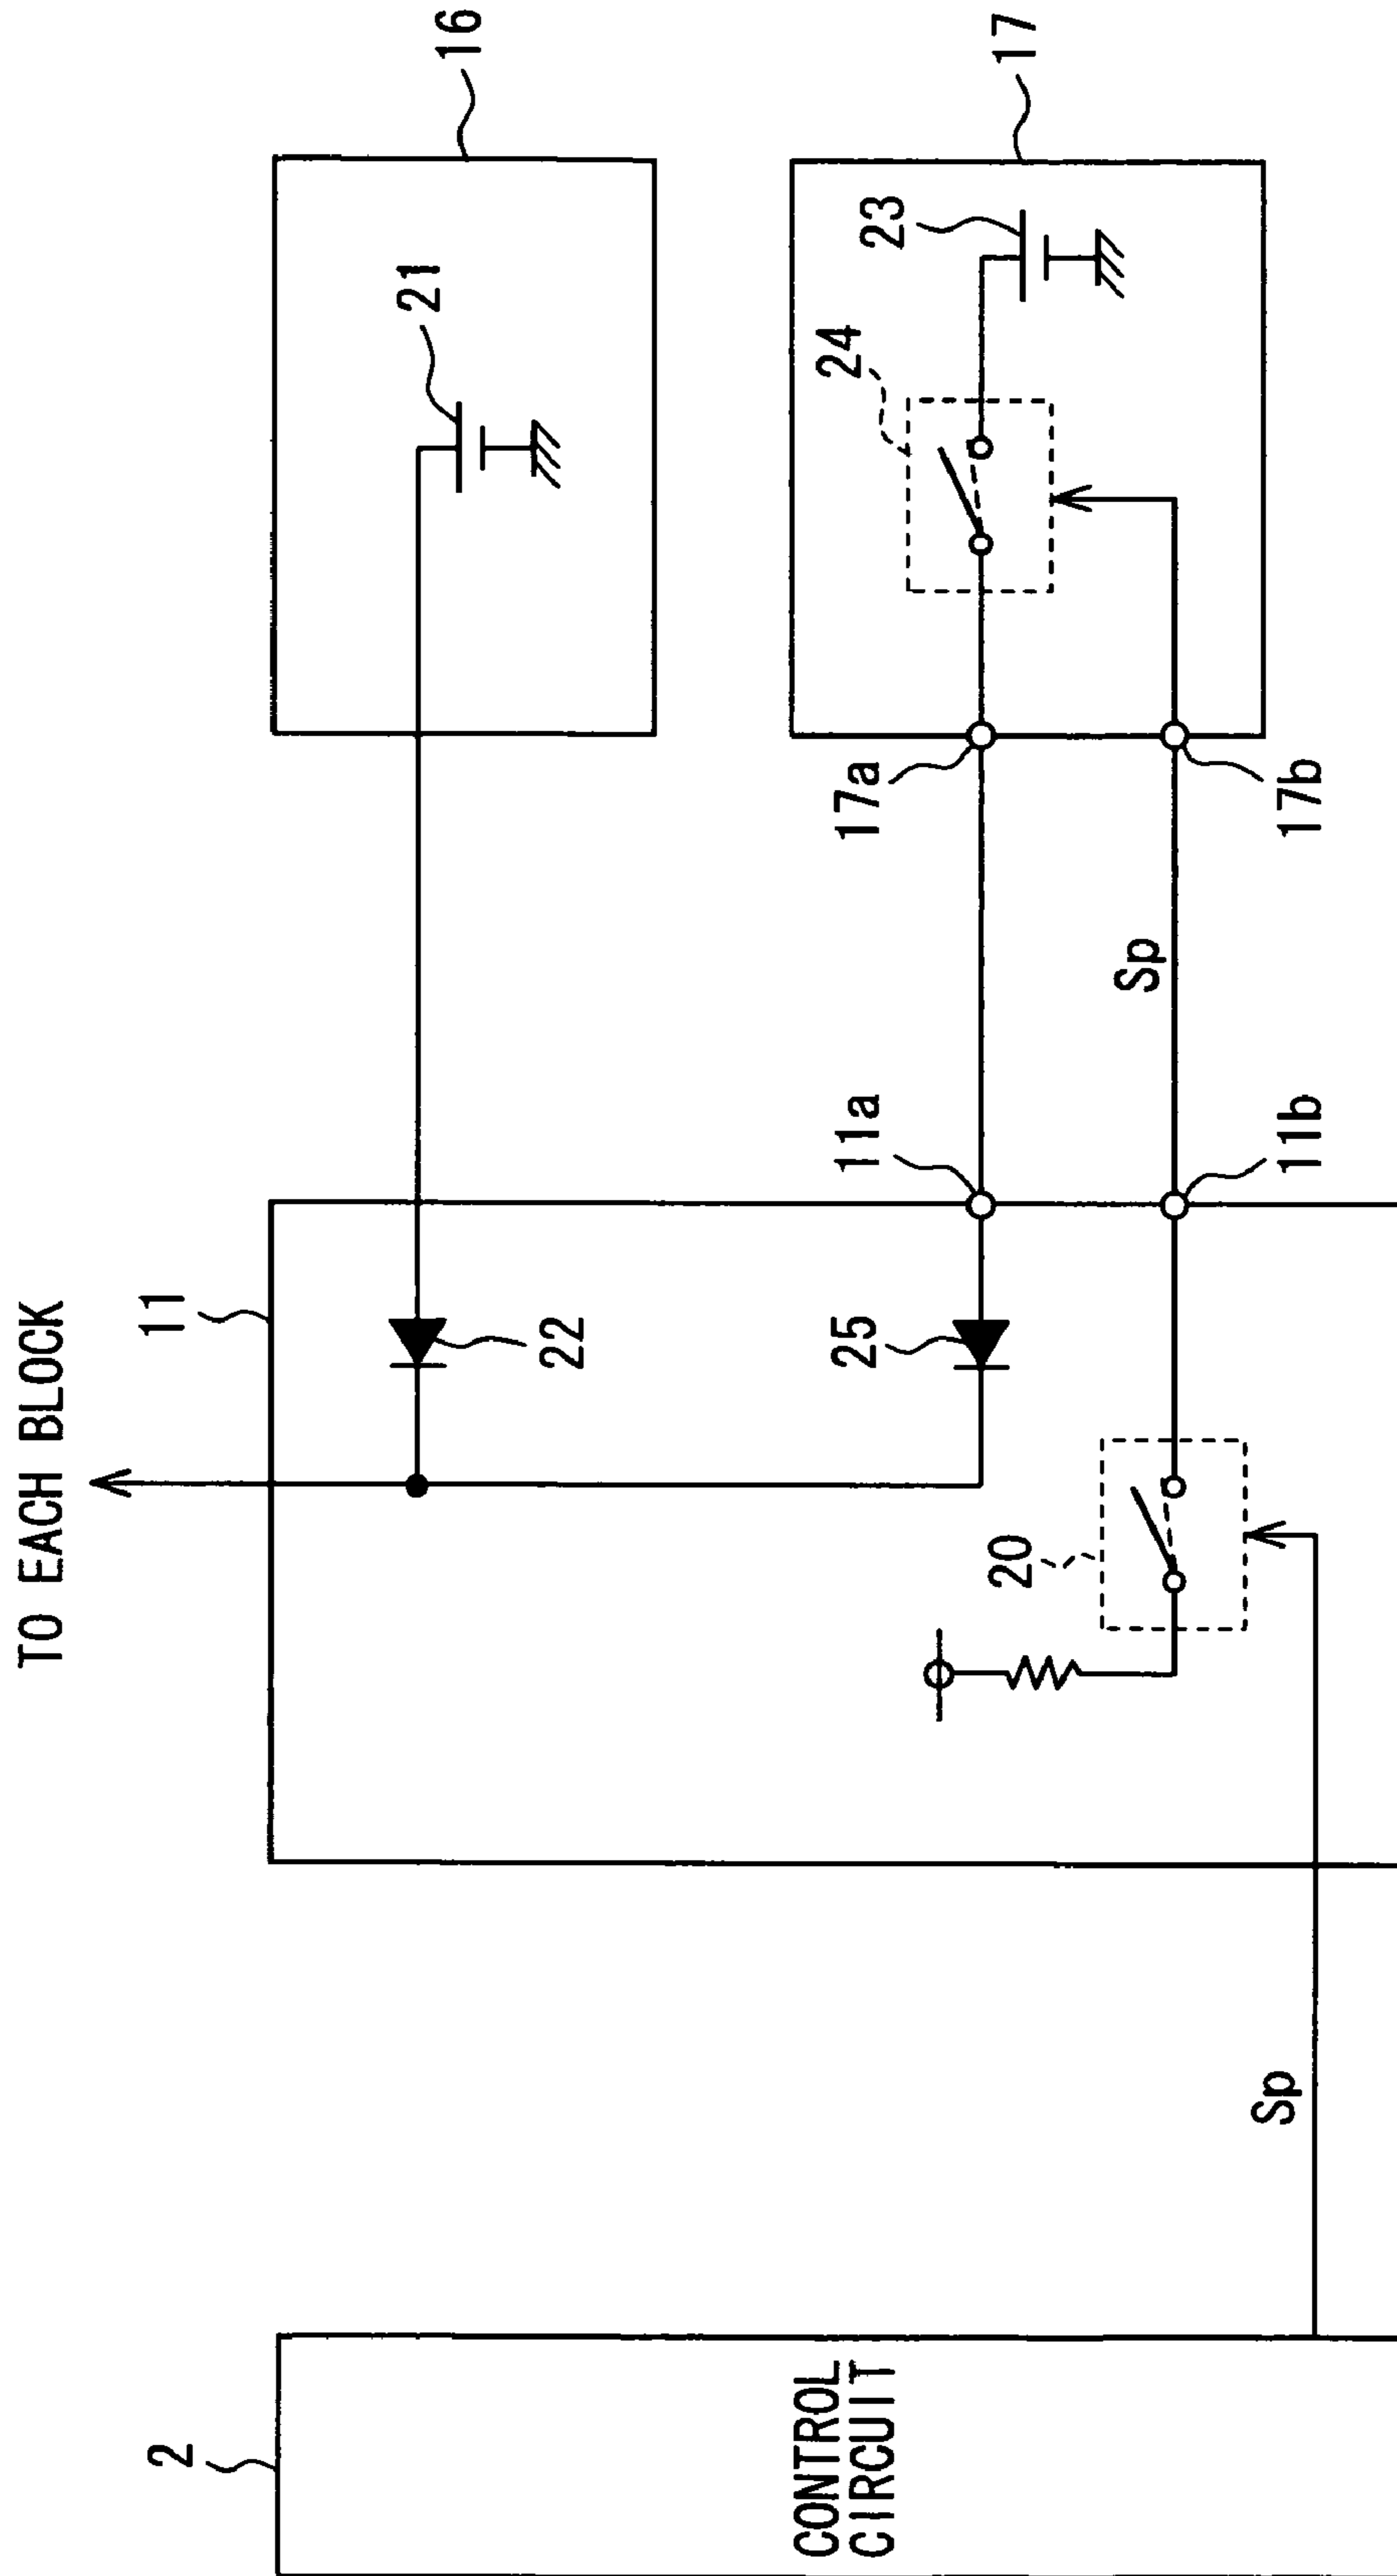 TO EACH BLOCK
2
CONTROL
CIRCUIT
11
16
21
22
17
23
24
25
20
17a
11a
17b
11b
Sp
Sp